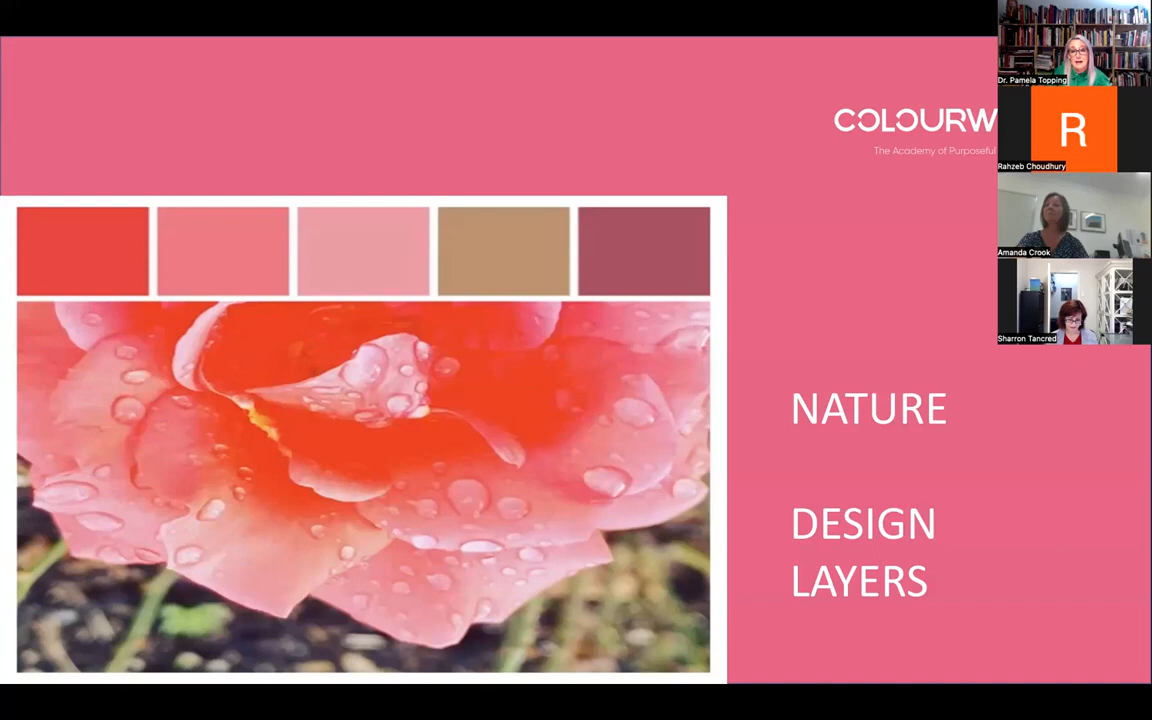 COLOURW
The Academy of Purposeful
Dr. Pamela Topping
R
Rahzeb Choudhury
Amanda Crook
Sharron Tancred
NATURE
DESIGN
LAYERS